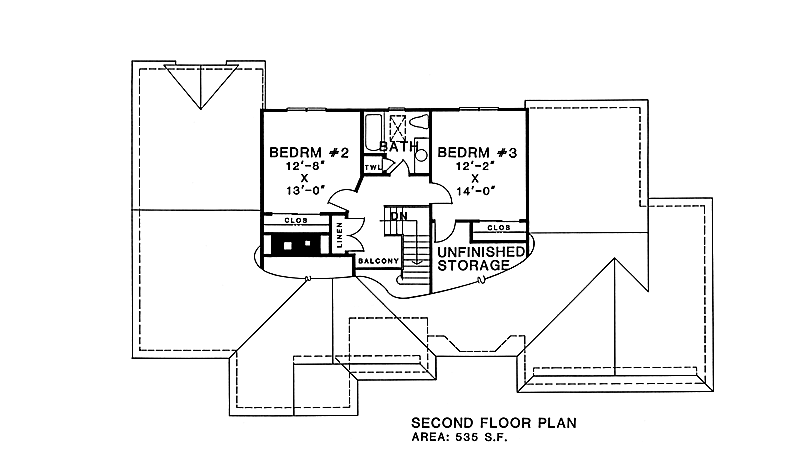 BATH
BEDRM #2
12'-8"
X
13'-0"
BEDRM #3
12'-2"
X
14'-0"
TWL
CLOS
LINEN
DN
CLOS
BALCONY
UNFINISHED
STORAGE
SECOND FLOOR PLAN
AREA: 535 S.F.